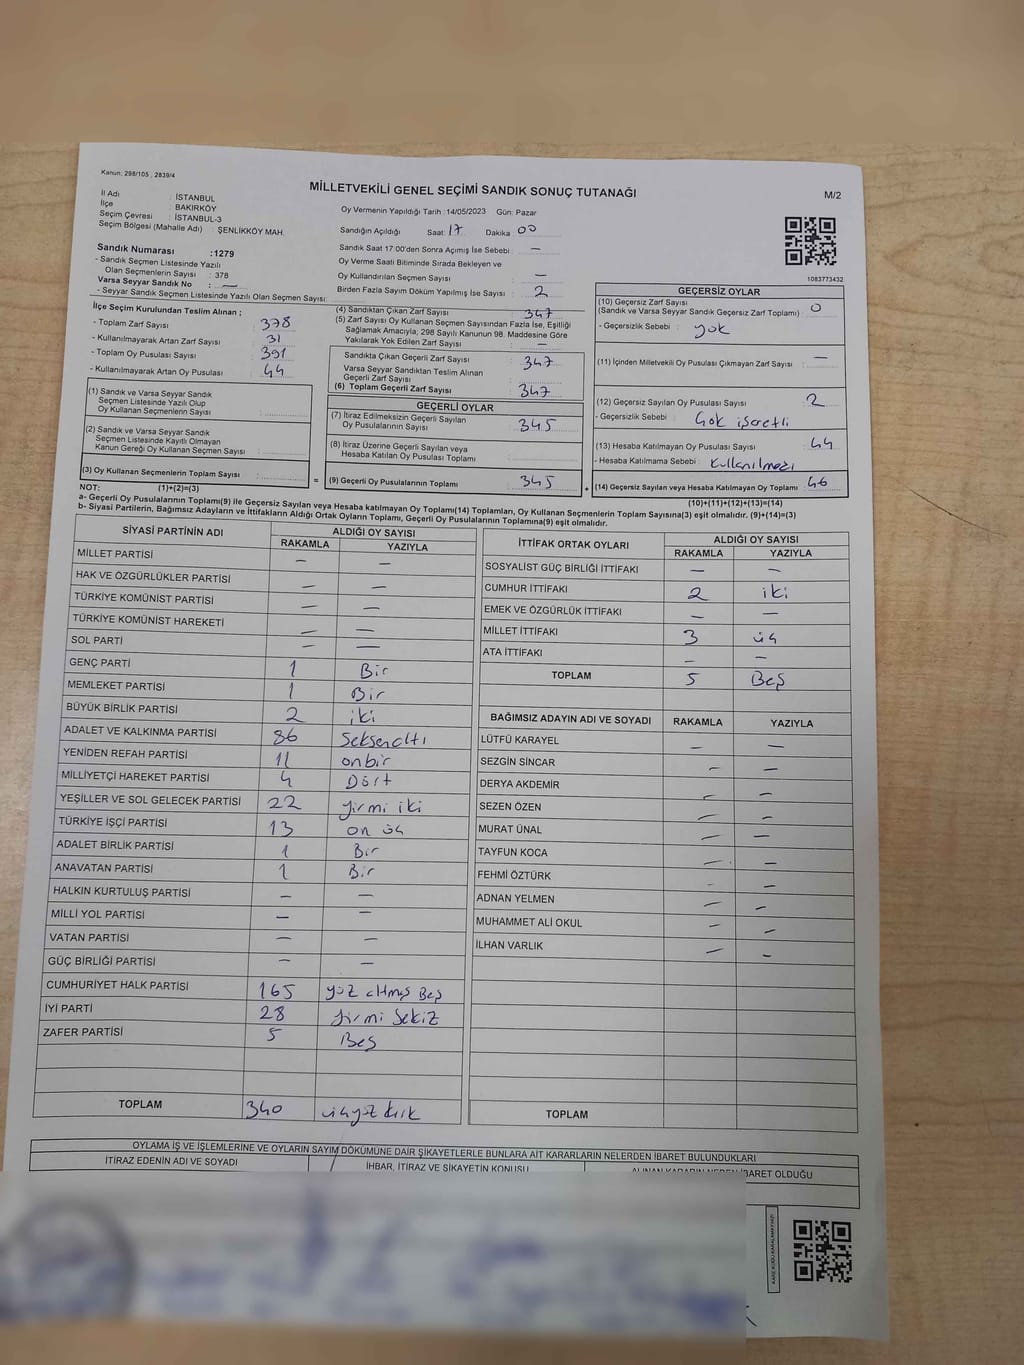 Kanun: 298/105 , 2839/4
MİLLETVEKİLİ GENEL SEÇİMİ SANDIK SONUÇ TUTANAĞI
M/2
İl Adı : İSTANBUL
İlçe : BAKIRKÖY
Seçim Çevresi : İSTANBUL-3
Seçim Bölgesi (Mahalle Adı) : ŞENLİKKÖY MAH.
Oy Vermenin Yapıldığı Tarih :14/05/2023 Gün: Pazar
Sandığın Açıldığı Saat: 17 Dakika: 00
Sandık Numarası :1279
- Sandık Seçmen Listesinde Yazılı
Olan Seçmenlerin Sayısı : 378
Varsa Seyyar Sandık No : —
- Seyyar Sandık Seçmen Listesinde Yazılı Olan Seçmen Sayısı:
Sandık Saat 17.00'den Sonra Açımış İse Sebebi : —
Oy Verme Saati Bitiminde Sırada Bekleyen ve
Oy Kullandırılan Seçmen Sayısı : —
Birden Fazla Sayım Döküm Yapılmış İse Sayısı : 2
1083773432
İlçe Seçim Kurulundan Teslim Alınan ;
- Toplam Zarf Sayısı : 378
- Kullanılmayarak Artan Zarf Sayısı : 31
- Toplam Oy Pusulası Sayısı : 391
- Kullanılmayarak Artan Oy Pusulası : 44
(1) Sandık ve Varsa Seyyar Sandık
Seçmen Listesinde Yazılı Olup
Oy Kullanan Seçmenlerin Sayısı :
(2) Sandık ve Varsa Seyyar Sandık
Seçmen Listesinde Kayıtlı Olmayan
Kanun Gereği Oy Kullanan Seçmen Sayısı :
(3) Oy Kullanan Seçmenlerin Toplam Sayısı :
(4) Sandıktan Çıkan Zarf Sayısı : 347
(5) Zarf Sayısı Oy Kullanan Seçmen Sayısından Fazla İse, Eşitliği
Sağlamak Amacıyla; 298 Sayılı Kanunun 98. Maddesine Göre
Yakılarak Yok Edilen Zarf Sayısı : —
Sandıkta Çıkan Geçerli Zarf Sayısı : 347
Varsa Seyyar Sandıktan Teslim Alınan
Geçerli Zarf Sayısı :
(6) Toplam Geçerli Zarf Sayısı : 347
GEÇERLİ OYLAR
(7) İtiraz Edilmeksizin Geçerli Sayılan
Oy Pusulalarının Sayısı : 345
(8) İtiraz Üzerine Geçerli Sayılan veya
Hesaba Katılan Oy Pusulası Toplamı :
= (9) Geçerli Oy Pusulalarının Toplamı : 345
GEÇERSİZ OYLAR
(10) Geçersiz Zarf Sayısı
(Sandık ve Varsa Seyyar Sandık Geçersiz Zarf Toplamı) : 0
- Geçersizlik Sebebi : yok
(11) İçinden Milletvekili Oy Pusulası Çıkmayan Zarf Sayısı : —
(12) Geçersiz Sayılan Oy Pusulası Sayısı : 2
- Geçersizlik Sebebi : Çok işaretli
(13) Hesaba Katılmayan Oy Pusulası Sayısı : 44
- Hesaba Katılmama Sebebi :
+ (14) Geçersiz Sayılan veya Hesaba Katılmayan Oy Toplamı : 46
NOT: (1)+(2)=(3)
(10)+(11)+(12)+(13)=(14)
a- Geçerli Oy Pusulalarının Toplamı(9) ile Geçersiz Sayılan veya Hesaba Katılmayan Oy Toplamı(14) Toplamları, Oy Kullanan Seçmenlerin Toplam Sayısına(3) eşit olmalıdır. (9)+(14)=(3)
b- Siyasi Partilerin, Bağımsız Adayların ve İttifakların Aldığı Ortak Oyların Toplamı, Geçerli Oy Pusulalarının Toplamına(9) eşit olmalıdır.
SİYASİ PARTİNİN ADI ALDIĞI OY SAYISI
RAKAMLA YAZIYLA
MİLLET PARTİSİ — —
HAK VE ÖZGÜRLÜKLER PARTİSİ — —
TÜRKİYE KOMÜNİST PARTİSİ — —
TÜRKİYE KOMÜNİST HAREKETİ — —
SOL PARTİ — —
GENÇ PARTİ 1 Bir
MEMLEKET PARTİSİ 1 Bir
BÜYÜK BİRLİK PARTİSİ 2 iki
ADALET VE KALKINMA PARTİSİ 86 Seksenaltı
YENİDEN REFAH PARTİSİ 11 onbir
MİLLİYETÇİ HAREKET PARTİSİ 4 Dört
YEŞİLLER VE SOL GELECEK PARTİSİ 22 yirmi iki
TÜRKİYE İŞÇİ PARTİSİ 13 on üç
ADALET BİRLİK PARTİSİ 1 Bir
ANAVATAN PARTİSİ 1 Bir
HALKIN KURTULUŞ PARTİSİ — —
MİLLİ YOL PARTİSİ — —
VATAN PARTİSİ — —
GÜÇ BİRLİĞİ PARTİSİ — —
CUMHURİYET HALK PARTİSİ 165 yüz altmış Beş
İYİ PARTİ 28 yirmi Sekiz
ZAFER PARTİSİ 5 Beş
TOPLAM 340 üçyüz kırk
İTTİFAK ORTAK OYLARI ALDIĞI OY SAYISI
RAKAMLA YAZIYLA
SOSYALİST GÜÇ BİRLİĞİ İTTİFAKI — —
CUMHUR İTTİFAKI 2 iki
EMEK VE ÖZGÜRLÜK İTTİFAKI — —
MİLLET İTTİFAKI 3 üç
ATA İTTİFAKI — —
TOPLAM 5 Beş
BAĞIMSIZ ADAYIN ADI VE SOYADI RAKAMLA YAZIYLA
LÜTFÜ KARAYEL — —
SEZGİN SİNCAR — —
DERYA AKDEMİR — —
SEZEN ÖZEN — —
MURAT ÜNAL — —
TAYFUN KOCA — —
FEHMİ ÖZTÜRK — —
ADNAN YELMEN — —
MUHAMMET ALİ OKUL — —
İLHAN VARLIK — —
TOPLAM
OYLAMA İŞ VE İŞLEMLERİNE VE OYLARIN SAYIM DÖKÜMÜNE DAİR ŞİKAYETLERLE BUNLARA AİT KARARLARIN NELERDEN İBARET BULUNDUKLARI
İTİRAZ EDENİN ADI VE SOYADI İHBAR, İTİRAZ VE ŞİKAYETİN KONUSU ALINAN KARARIN NEDEN İBARET OLDUĞU